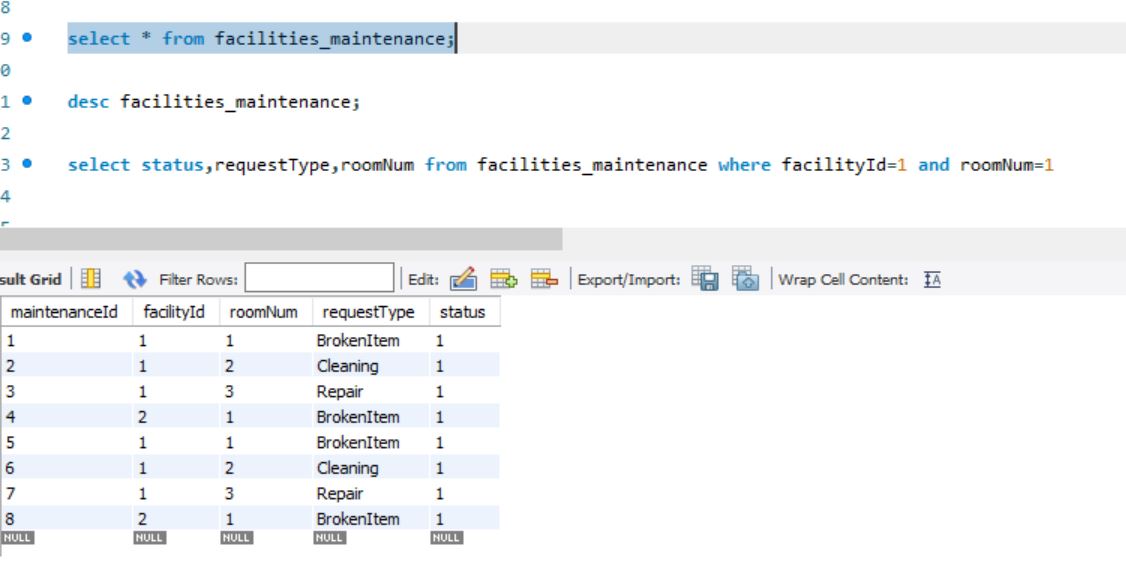 8
9 select * from facilities_maintenance;
0
1 desc facilities_maintenance;
2
3 select status,requestType,roomNum from facilities_maintenance where facilityId=1 and roomNum=1
4
sult Grid Filter Rows: Edit: Export/Import: Wrap Cell Content: IA
maintenanceId facilityId roomNum requestType status
1 1 1 BrokenItem 1
2 1 2 Cleaning 1
3 1 3 Repair 1
4 2 1 BrokenItem 1
5 1 1 BrokenItem 1
6 1 2 Cleaning 1
7 1 3 Repair 1
8 2 1 BrokenItem 1
NULL NULL NULL NULL NULL